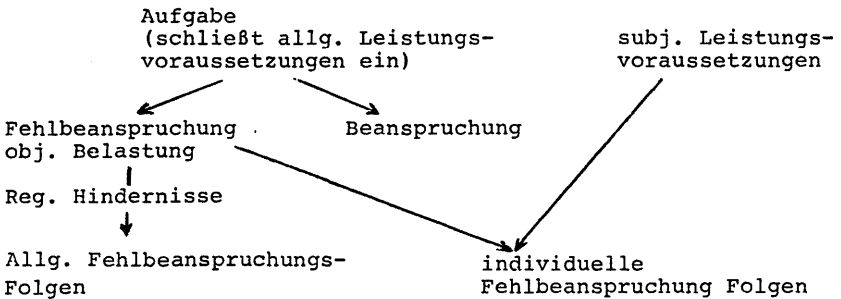 Aufgabe
(schließt allg. Leistungs-
voraussetzungen ein)
subj. Leistungs-
voraussetzungen
Fehlbeanspruchung
obj. Belastung
Beanspruchung
Reg. Hindernisse
Allg. Fehlbeanspruchungs-
Folgen
individuelle
Fehlbeanspruchung Folgen